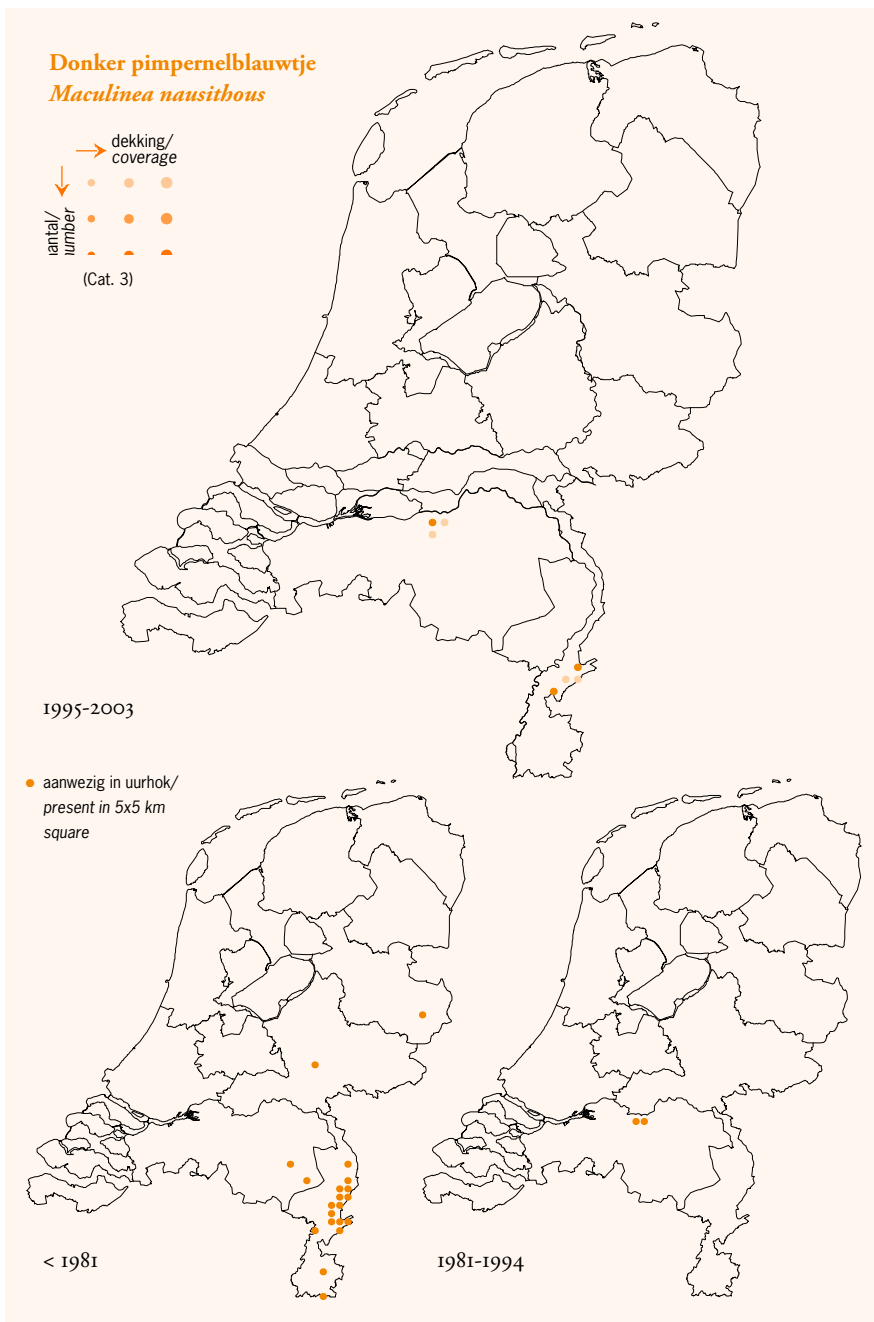 Donker pimpernelblauwtje
Maculinea nausithous
dekking/
coverage
(Cat. 3)
1995-2003
aanwezig in uurhok/
present in 5x5 km
square
< 1981
1981-1994